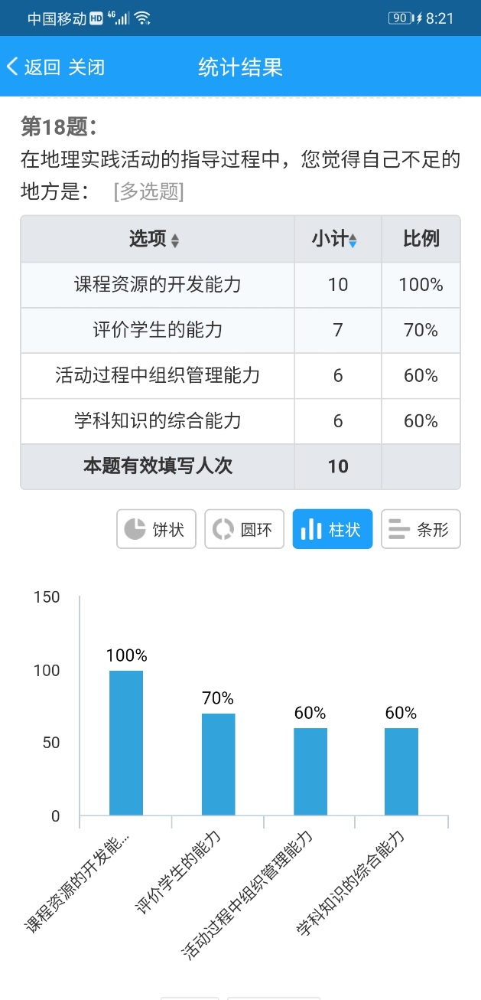 中国移动 HD 4G 90 8:21
返回 关闭 统计结果
第18题：
在地理实践活动的指导过程中，您觉得自己不足的
地方是： [多选题]
选项 小计 比例
课程资源的开发能力 10 100%
评价学生的能力 7 70%
活动过程中组织管理能力 6 60%
学科知识的综合能力 6 60%
本题有效填写人次 10
饼状 圆环 柱状 条形
150
100
50
0
100%
70%
60%
60%
课程资源的开发能...
评价学生的能力
活动过程中组织管理能力
学科知识的综合能力